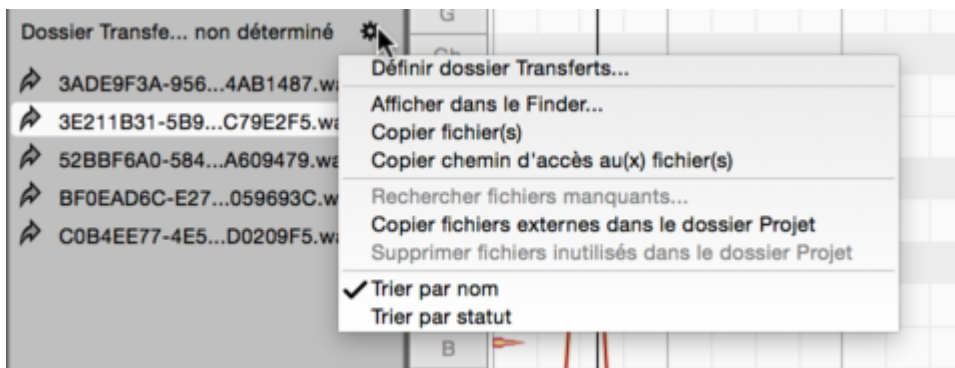 G
Dossier Transfe... non déterminé
Définir dossier Transferts...
3ADE9F3A-956...4AB1487.wa
Afficher dans le Finder...
3E211B31-5B9...C79E2F5.wa
Copier fichier(s)
52BBF6A0-584...A609479.wa
Copier chemin d'accès au(x) fichier(s)
BF0EAD6C-E27...059693C.w
Rechercher fichiers manquants...
Copier fichiers externes dans le dossier Projet
C0B4EE77-4E5...D0209F5.wa
Supprimer fichiers inutilisés dans le dossier Projet
Trier par nom
Trier par statut
B